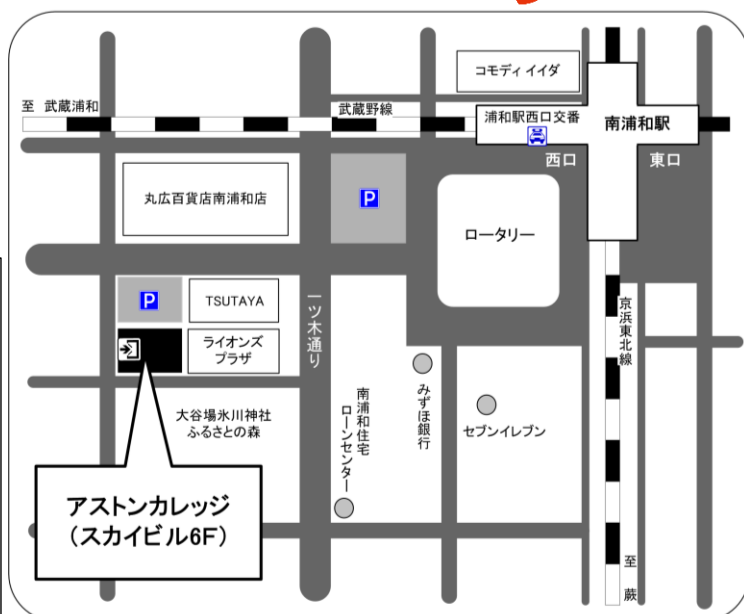 コモディイイダ
至 武蔵浦和
武蔵野線
浦和駅西口交番
南浦和駅
西口
東口
丸広百貨店南浦和店
P
ロータリー
P
TSUTAYA
ライオンズ
プラザ
一ツ木通り
京浜東北線
大谷場氷川神社
ふるさとの森
南浦和住宅
ローンセンター
みずほ銀行
セブンイレブン
アストンカレッジ
(スカイビル6F)
至 蕨